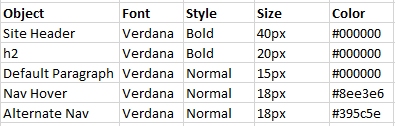 Object Font Style Size Color
Site Header Verdana Bold 40px #000000
h2 Verdana Bold 20px #000000
Default Paragraph Verdana Normal 15px #000000
Nav Hover Verdana Normal 18px #8ee3e6
Alternate Nav Verdana Normal 18px #395c5e